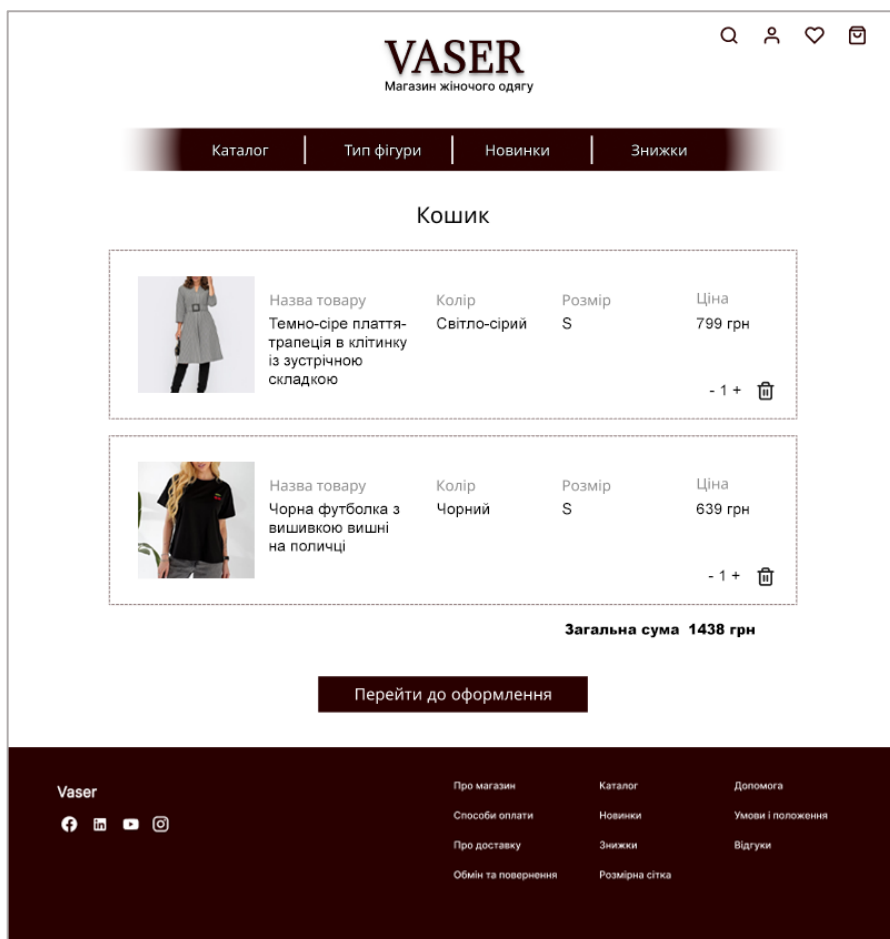 VASER
Магазин жіночого одягу
Каталог
Тип фігури
Новинки
Знижки
Кошик
Назва товару
Темно-сіре плаття-
трапеція в клітинку
із зустрічною
складкою
Колір
Світло-сірий
Розмір
S
Ціна
799 грн
- 1 +
Назва товару
Чорна футболка з
вишивкою вишні
на поличці
Колір
Чорний
Розмір
S
Ціна
639 грн
- 1 +
Загальна сума 1438 грн
Перейти до оформлення
Vaser
Про магазин
Способи оплати
Про доставку
Обмін та повернення
Каталог
Новинки
Знижки
Розмірна сітка
Допомога
Умови і положення
Відгуки